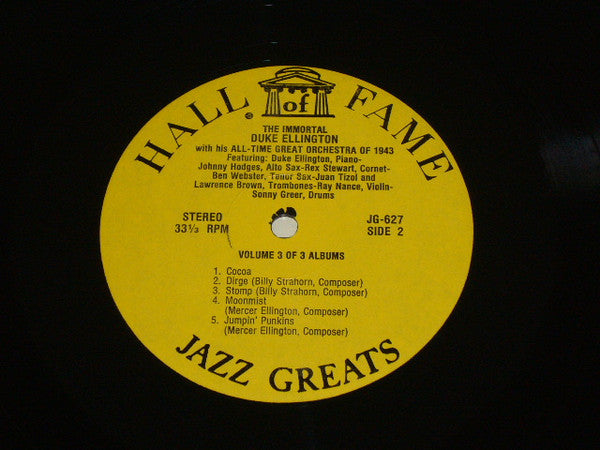 HALL of FAME
THE IMMORTAL
DUKE ELLINGTON
with his ALL-TIME GREAT ORCHESTRA OF 1943
Featuring: Duke Ellington, Piano-
Johnny Hodges, Alto Sax-Rex Stewart, Cornet-
Ben Webster, Tenor Sax-Juan Tizol and
Lawrence Brown, Trombones-Ray Nance, Violin-
Sonny Greer, Drums
STEREO
33⅓ RPM
JG-627
SIDE 2
VOLUME 3 OF 3 ALBUMS
1. Cocoa
2. Dirge (Billy Strahorn, Composer)
3. Stomp (Billy Strahorn, Composer)
4. Moonmist
(Mercer Ellington, Composer)
5. Jumpin' Punkins
(Mercer Ellington, Composer)
JAZZ GREATS